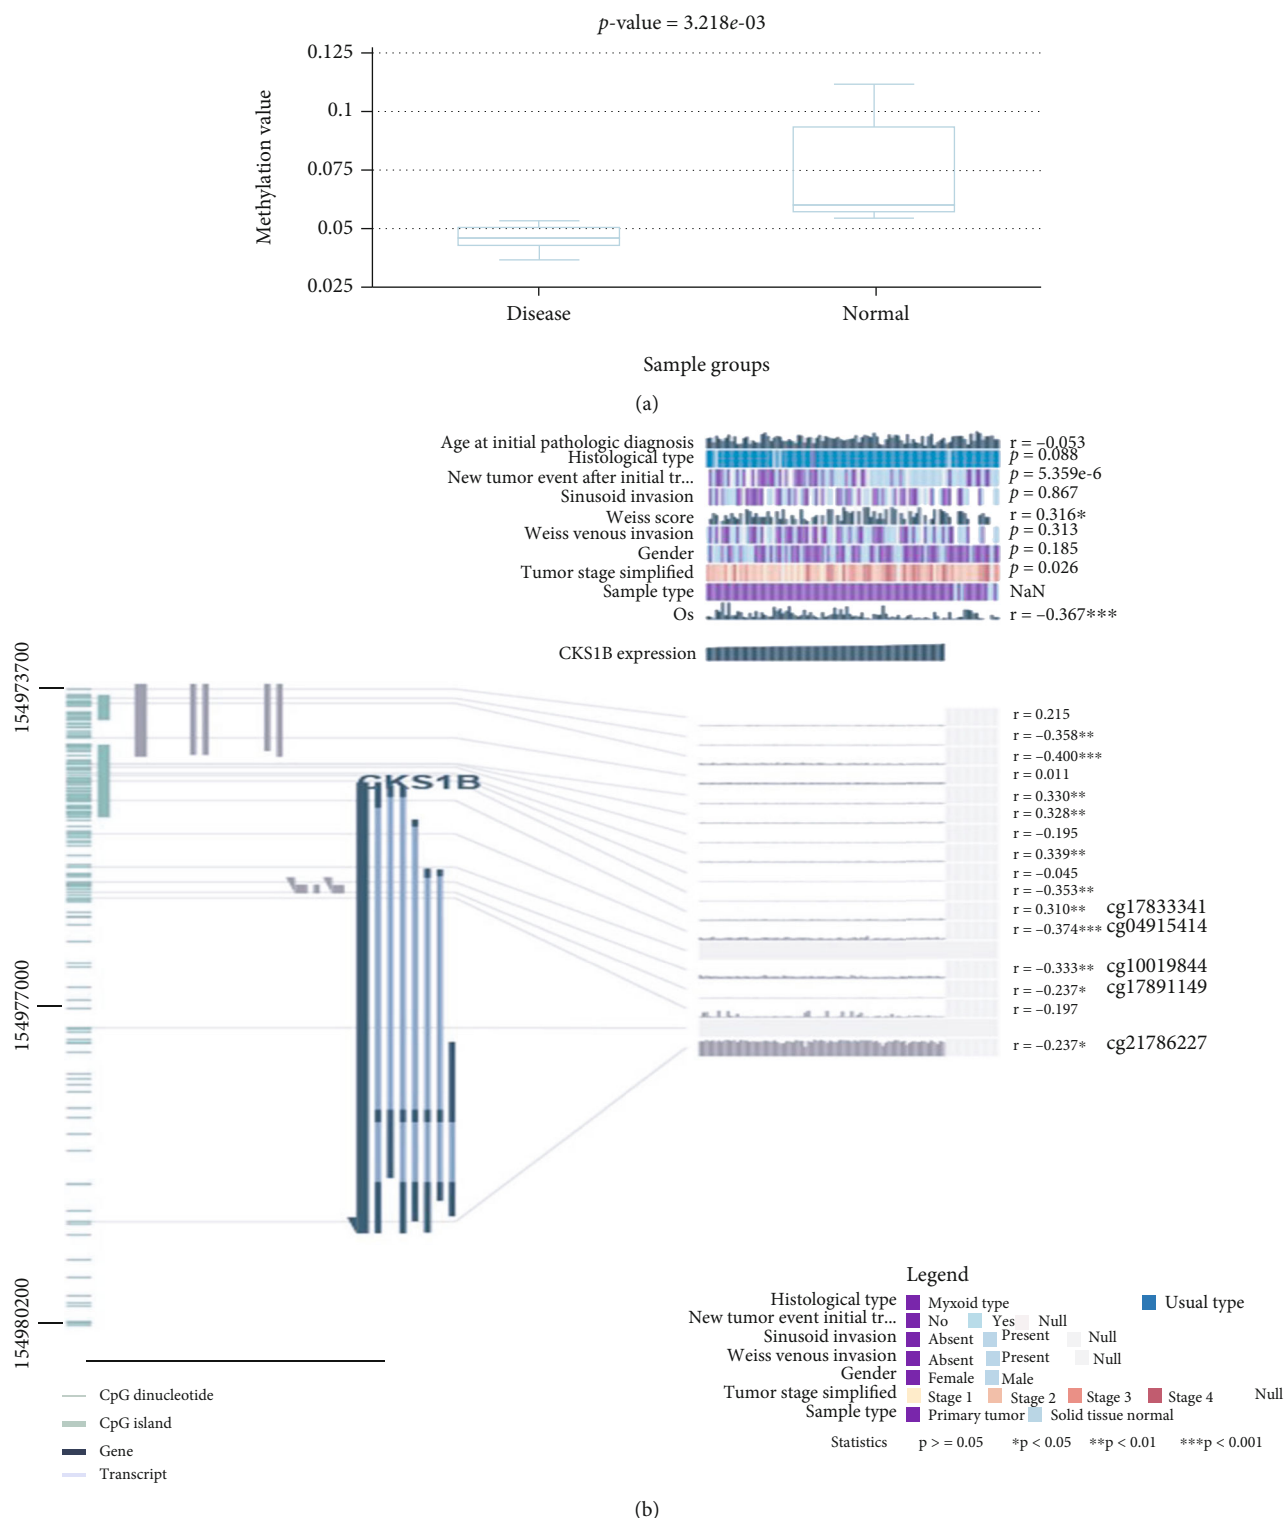 p-value = 3.218e-03
0.125
0.1
0.075
0.05
0.025
Methylation value
Disease
Normal
Sample groups
(a)
Age at initial pathologic diagnosis r = –0.053
Histological type p = 0.088
New tumor event after initial tr... p = 5.359e-6
Sinusoid invasion p = 0.867
Weiss score r = 0.316*
Weiss venous invasion p = 0.313
Gender p = 0.185
Tumor stage simplified p = 0.026
Sample type NaN
Os r = –0.367***
CKS1B expression
154973700
154977000
154980200
CKS1B
r = 0.215
r = –0.358**
r = –0.400***
r = 0.011
r = 0.330**
r = 0.328**
r = –0.195
r = 0.339**
r = –0.045
r = –0.353**
r = 0.310** cg17833341
r = –0.374*** cg04915414
r = –0.333** cg10019844
r = –0.237* cg17891149
r = –0.197
r = –0.237* cg21786227
CpG dinucleotide
CpG island
Gene
Transcript
Legend
Histological type Myxoid type Usual type
New tumor event initial tr... No Yes Null
Sinusoid invasion Absent Present Null
Weiss venous invasion Absent Present Null
Gender Female Male
Tumor stage simplified Stage 1 Stage 2 Stage 3 Stage 4 Null
Sample type Primary tumor Solid tissue normal
Statistics p > = 0.05 *p < 0.05 **p < 0.01 ***p < 0.001
(b)